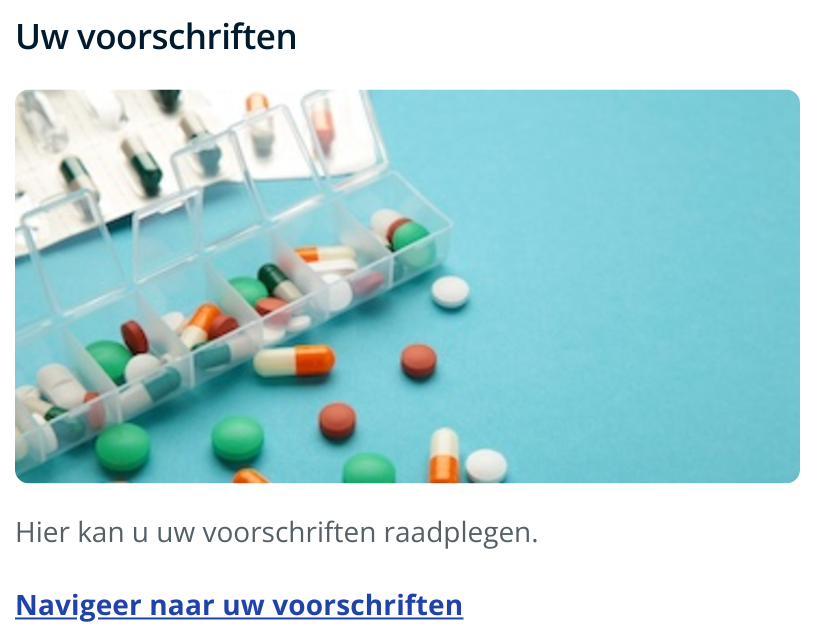 Uw voorschriften
Hier kan u uw voorschriften raadplegen.
Navigeer naar uw voorschriften